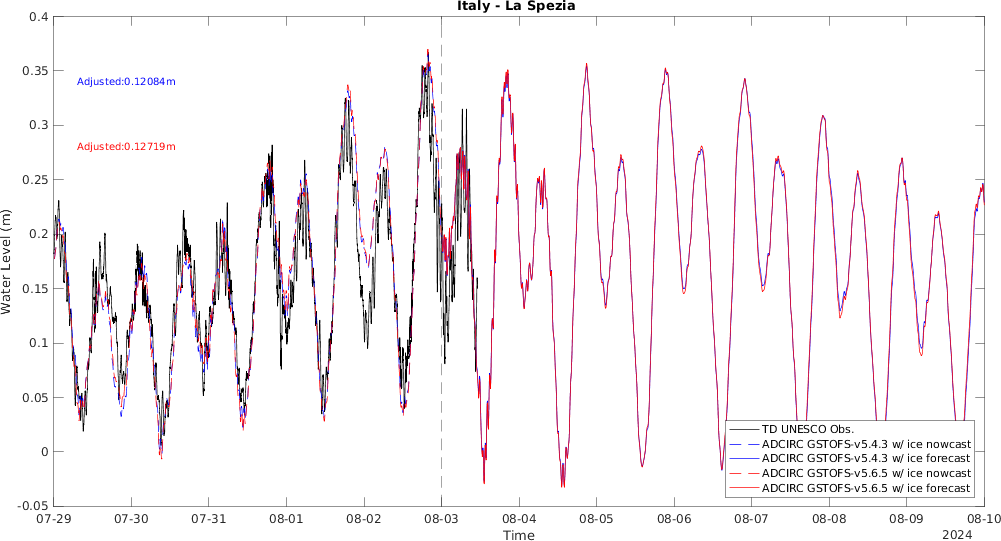 Italy - La Spezia
0.4
0.35
0.3
0.25
0.2
0.15
0.1
0.05
0
-0.05
Water Level (m)
Adjusted:0.12084m
Adjusted:0.12719m
TD UNESCO Obs.
ADCIRC GSTOFS-v5.4.3 w/ ice nowcast
ADCIRC GSTOFS-v5.4.3 w/ ice forecast
ADCIRC GSTOFS-v5.6.5 w/ ice nowcast
ADCIRC GSTOFS-v5.6.5 w/ ice forecast
07-29 07-30 07-31 08-01 08-02 08-03 08-04 08-05 08-06 08-07 08-08 08-09 08-10
Time
2024